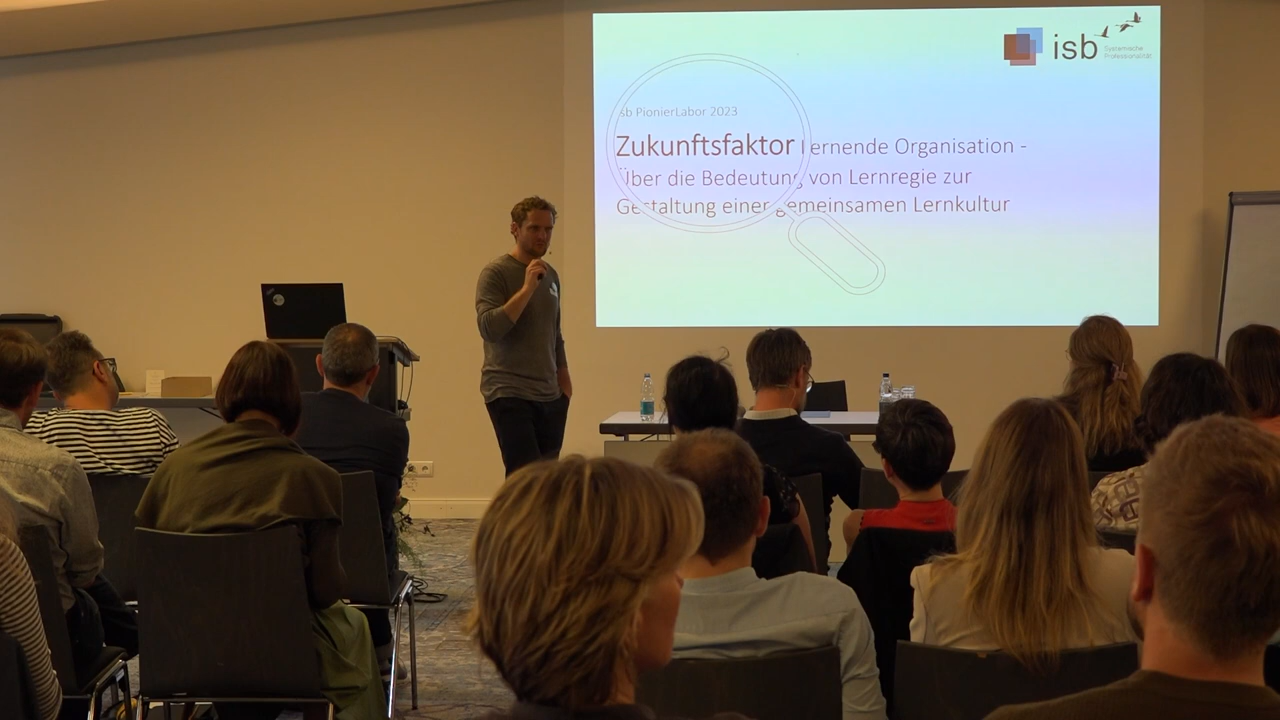 isb
Systemische
Professionalität
isb PionierLabor 2023
Zukunftsfaktor Lernende Organisation -
Über die Bedeutung von Lernregie zur
Gestaltung einer gemeinsamen Lernkultur